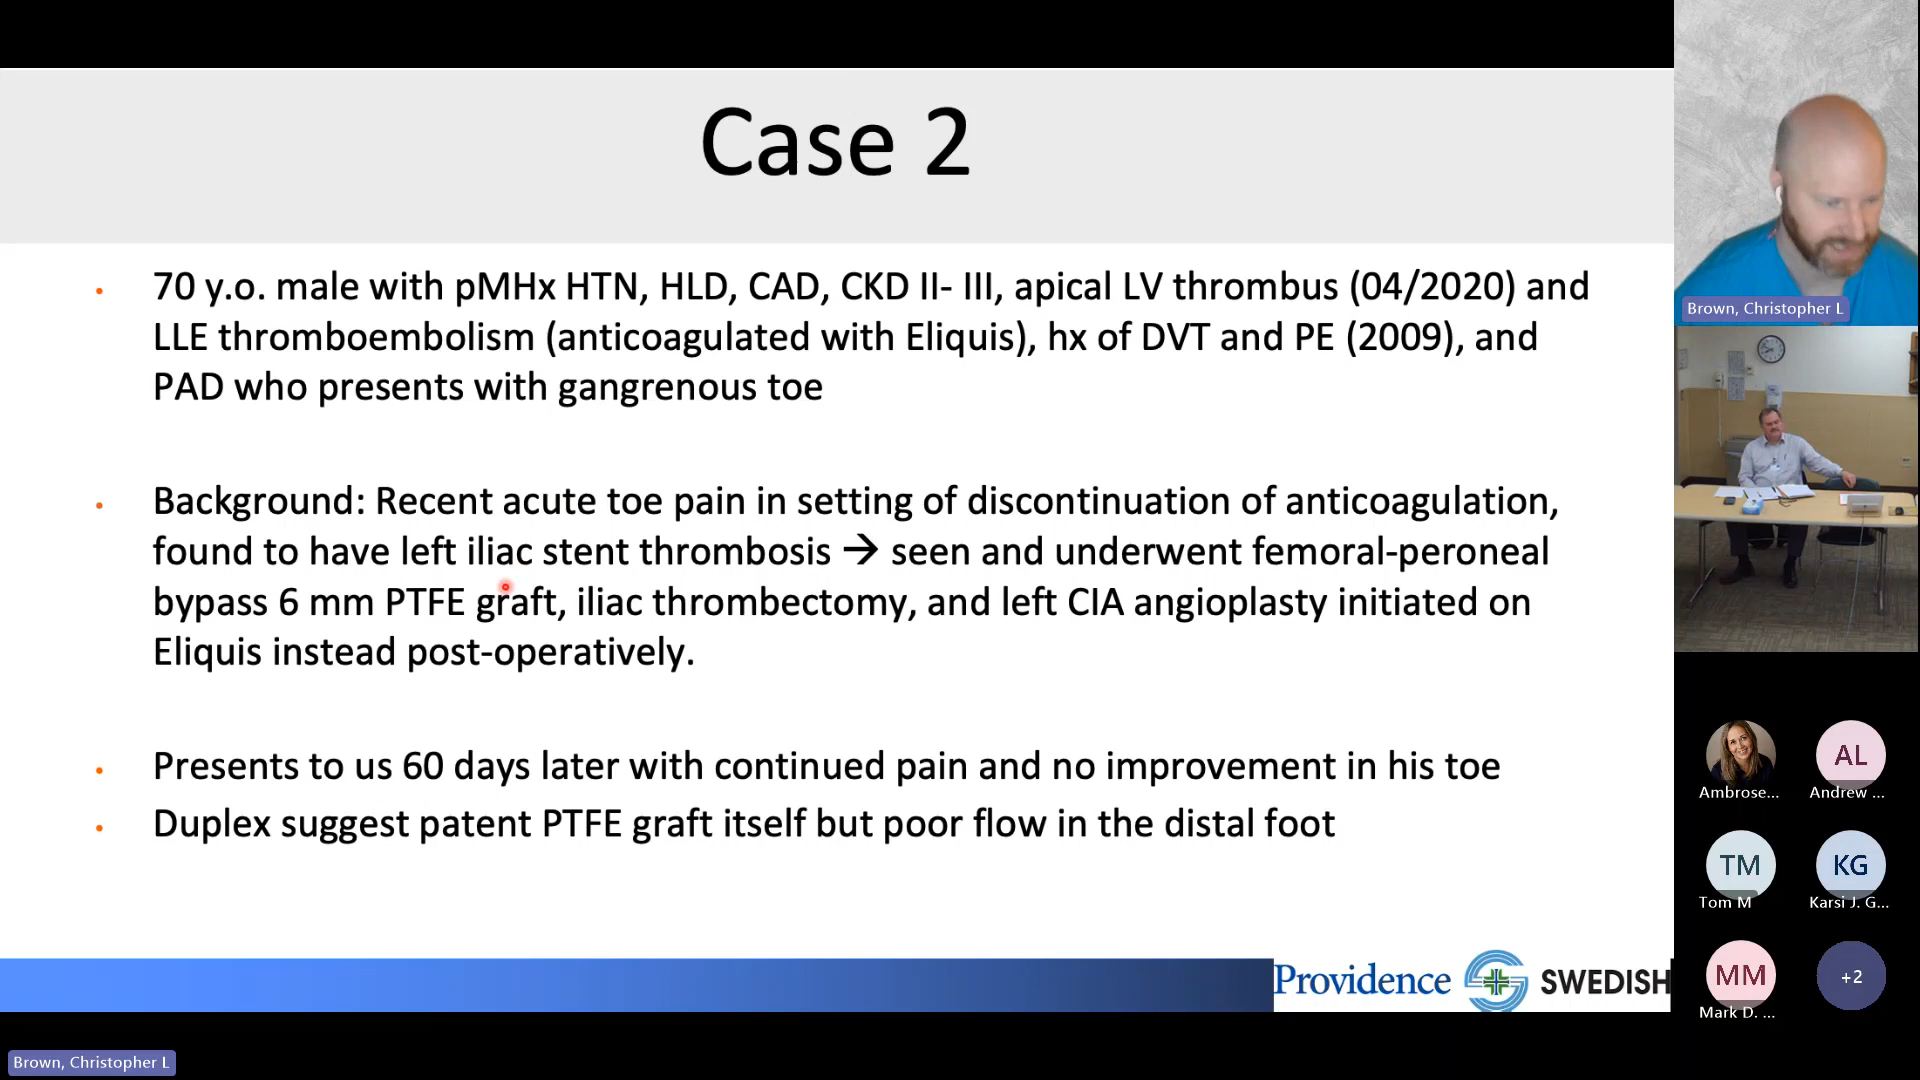 Case 2
• 70 y.o. male with pMHx HTN, HLD, CAD, CKD II- III, apical LV thrombus (04/2020) and
LLE thromboembolism (anticoagulated with Eliquis), hx of DVT and PE (2009), and
PAD who presents with gangrenous toe
• Background: Recent acute toe pain in setting of discontinuation of anticoagulation,
found to have left iliac stent thrombosis → seen and underwent femoral-peroneal
bypass 6 mm PTFE graft, iliac thrombectomy, and left CIA angioplasty initiated on
Eliquis instead post-operatively.
• Presents to us 60 days later with continued pain and no improvement in his toe
• Duplex suggest patent PTFE graft itself but poor flow in the distal foot
Providence SWEDISH
Brown, Christopher L
Brown, Christopher L
Ambrose...
AL
Andrew ...
TM
Tom M
KG
Karsi J. G...
MM
Mark D. ...
+2